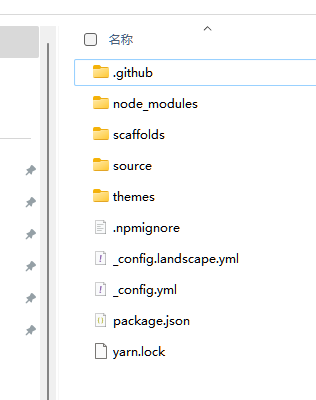 名称
.github
node_modules
scaffolds
source
themes
.npmignore
_config.landscape.yml
_config.yml
package.json
yarn.lock